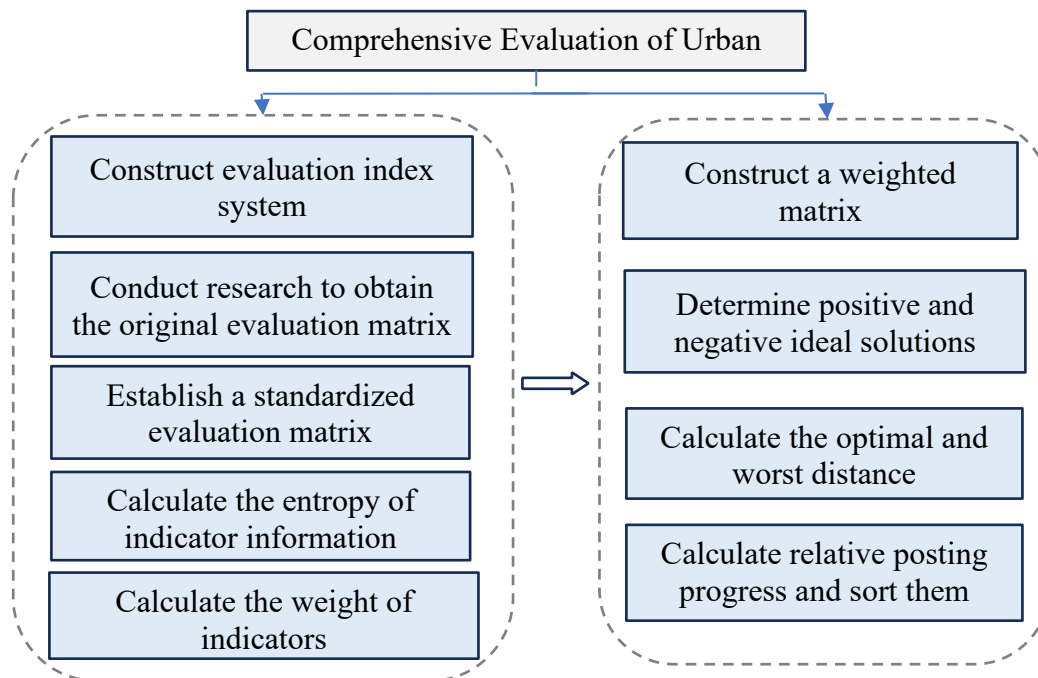 Comprehensive Evaluation of Urban
Construct evaluation index
system
Conduct research to obtain
the original evaluation matrix
Establish a standardized
evaluation matrix
Calculate the entropy of
indicator information
Calculate the weight of
indicators
Construct a weighted
matrix
Determine positive and
negative ideal solutions
Calculate the optimal and
worst distance
Calculate relative posting
progress and sort them